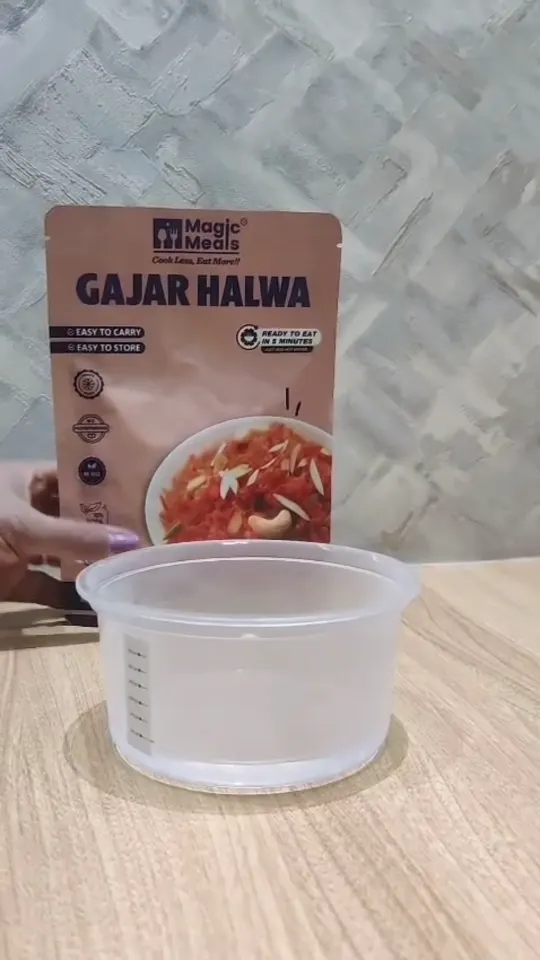 Magic
Meals
Cook Less, Eat More!!
GAJAR HALWA
EASY TO CARRY
EASY TO STORE
READY TO EAT
IN 5 MINUTES